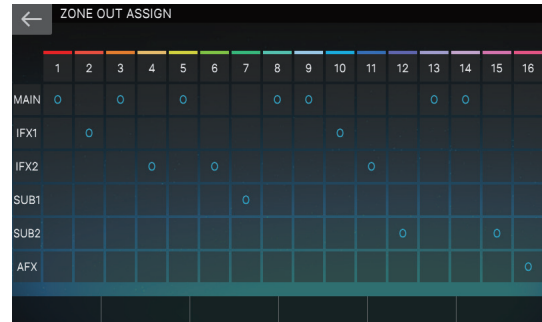 ZONE OUT ASSIGN
1 2 3 4 5 6 7 8 9 10 11 12 13 14 15 16
MAIN O O O O O O O
IFX1 O O
IFX2 O O O
SUB1 O
SUB2 O O
AFX O